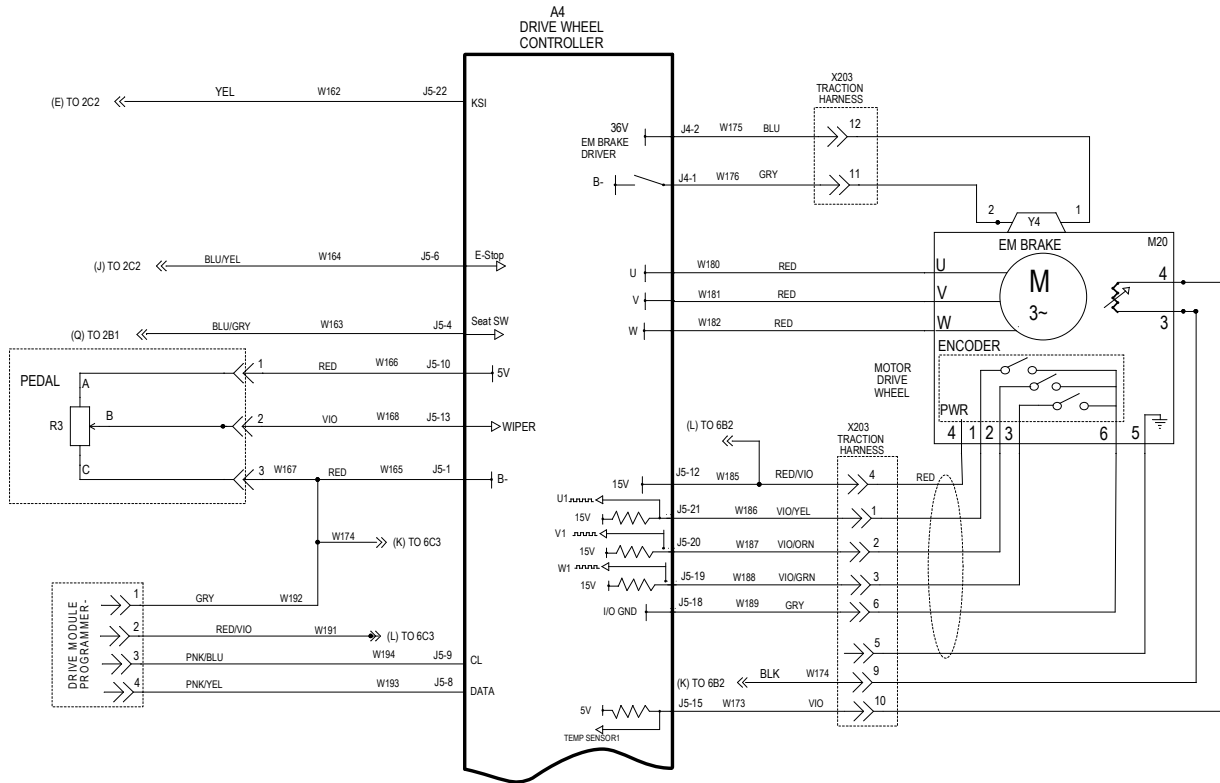 A4
DRIVE WHEEL
CONTROLLER
(E) TO 2C2 YEL W162 J5-22 KSI
X203
TRACTION
HARNESS
36V J4-2 W175 BLU 12
EM BRAKE
DRIVER
B- J4-1 W176 GRY 11
2 Y4 1
EM BRAKE M20
(J) TO 2C2 BLU/YEL W164 J5-6 E-Stop
U W180 RED U
V W181 RED V
W W182 RED W
M
3~
4
3
(Q) TO 2B1 BLU/GRY W163 J5-4 Seat SW
PEDAL
A 1 RED W166 J5-10 5V
R3 B 2 VIO W168 J5-13 WIPER
C 3 W167 RED W165 J5-1 B-
W174 (K) TO 6C3
ENCODER
MOTOR
DRIVE
WHEEL
PWR
4 1 2 3 6 5
(L) TO 6B2
X203
TRACTION
HARNESS
15V J5-12 W185 RED/VIO 4 RED
U1
15V J5-21 W186 VIO/YEL 1
V1
15V J5-20 W187 VIO/ORN 2
W1
15V J5-19 W188 VIO/GRN 3
I/O GND J5-18 W189 GRY 6
5
(K) TO 6B2 BLK W174 9
5V J5-15 W173 VIO 10
TEMP SENSOR1
DRIVE MODULE
PROGRAMMER-
1 GRY W192
2 RED/VIO W191 (L) TO 6C3
3 PNK/BLU W194 J5-9 CL
4 PNK/YEL W193 J5-8 DATA